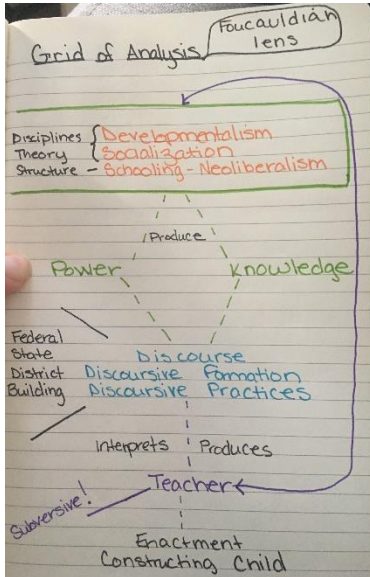 Foucauldian
lens
Grid of Analysis
Disciplines { Developmentalism
Theory { Socialization
Structure - Schooling - Neoliberalism
Produce
Power Knowledge
Federal
State Discourse
District Discursive Formation
Building Discursive Practices
Interprets Produces
Teacher
Subversive!
Enactment
Constructing Child